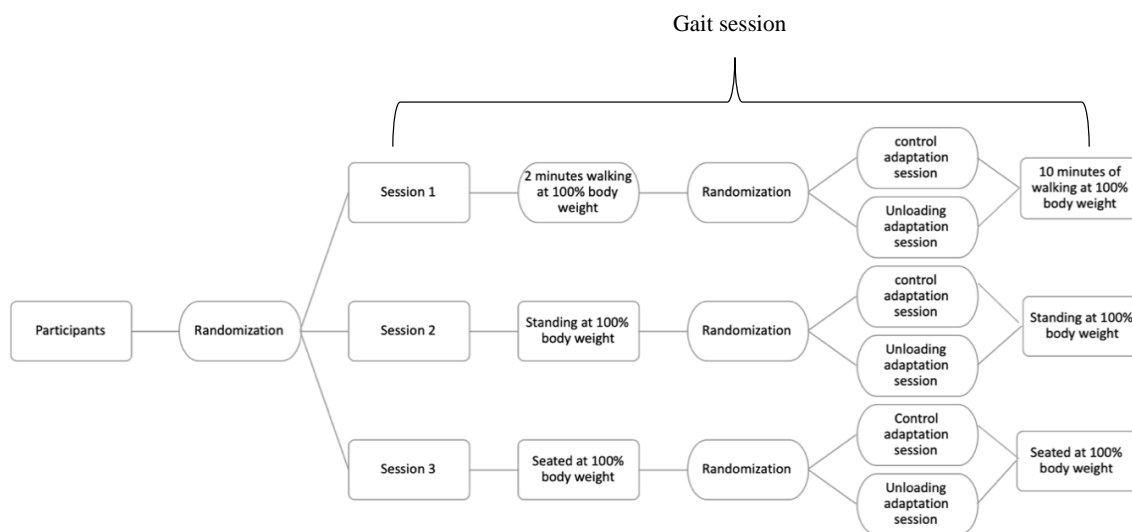 Gait session
Session 1
2 minutes walking
at 100% body
weight
Randomization
control
adaptation
session
Unloading
adaptation
session
10 minutes of
walking at 100%
body weight
Participants
Randomization
Session 2
Standing at 100%
body weight
Randomization
control
adaptation
session
Unloading
adaptation
session
Standing at 100%
body weight
Session 3
Seated at 100%
body weight
Randomization
Control
adaptation
session
Unloading
adaptation
session
Seated at 100%
body weight